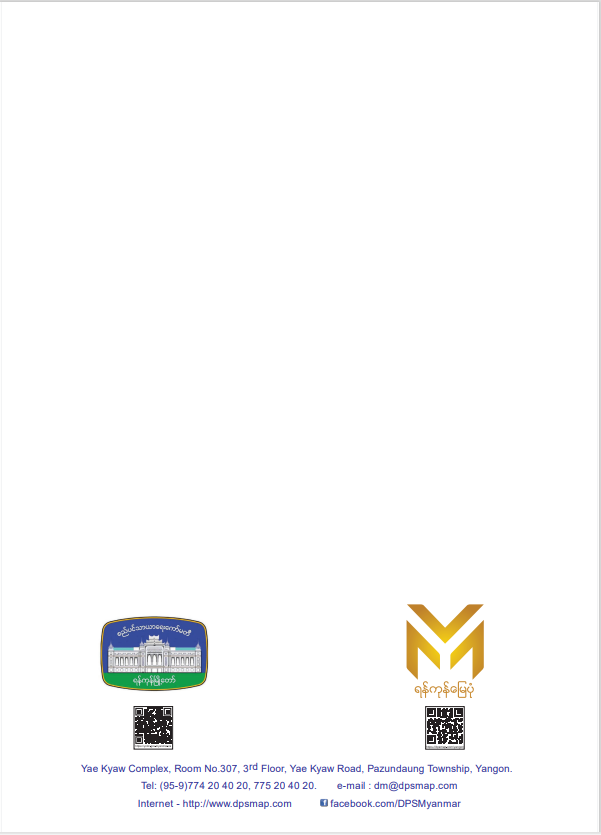 စည်ပင်သာယာရေးကော်မတီ
ရန်ကုန်မြို့တော်
ရန်ကုန်မြေပုံ
Yae Kyaw Complex, Room No.307, 3rd Floor, Yae Kyaw Road, Pazundaung Township, Yangon.
Tel: (95-9)774 20 40 20, 775 20 40 20. e-mail : dm@dpsmap.com
Internet - http://www.dpsmap.com facebook.com/DPSMyanmar